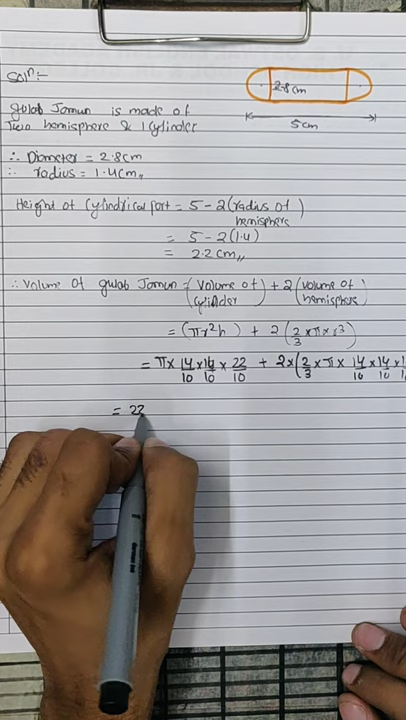 Solⁿ:-
2.8cm
5cm
gulab Jamun is made of
Two hemisphere & 1 Cylinder
∴ Diameter = 2.8cm
∴ radius = 1.4cm,,
Height of Cylindrical part = 5 - 2(radius of hemisphere)
= 5 - 2(1.4)
= 2.2cm,,
∴ Volume of gulab Jamun = (Volume of cylinder) + 2(volume of hemisphere)
= (πr²h) + 2(2/3 × π × r³)
= π × 14/10 × 14/10 × 22/10 + 2×(2/3 × π × 14/10 × 14/10 × 1
= 22